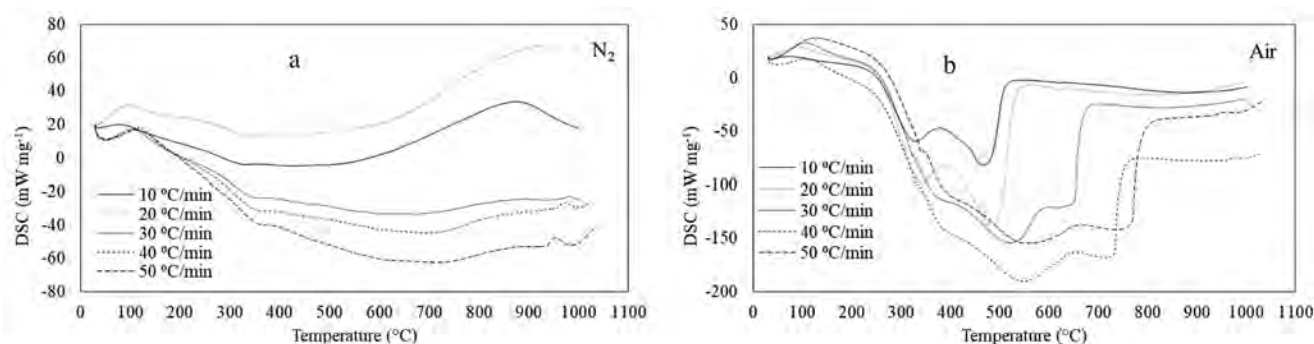 80
60
40
20
0
-20
-40
-60
-80
DSC (mW mg⁻¹)
a
N₂
10 ºC/min
20 ºC/min
30 ºC/min
40 ºC/min
50 ºC/min
0 100 200 300 400 500 600 700 800 900 1000 1100
Temperature (°C)
50
0
-50
-100
-150
-200
DSC (mW mg⁻¹)
b
Air
10 ºC/min
20 ºC/min
30 ºC/min
40 ºC/min
50 ºC/min
0 100 200 300 400 500 600 700 800 900 1000 1100
Temperature (°C)